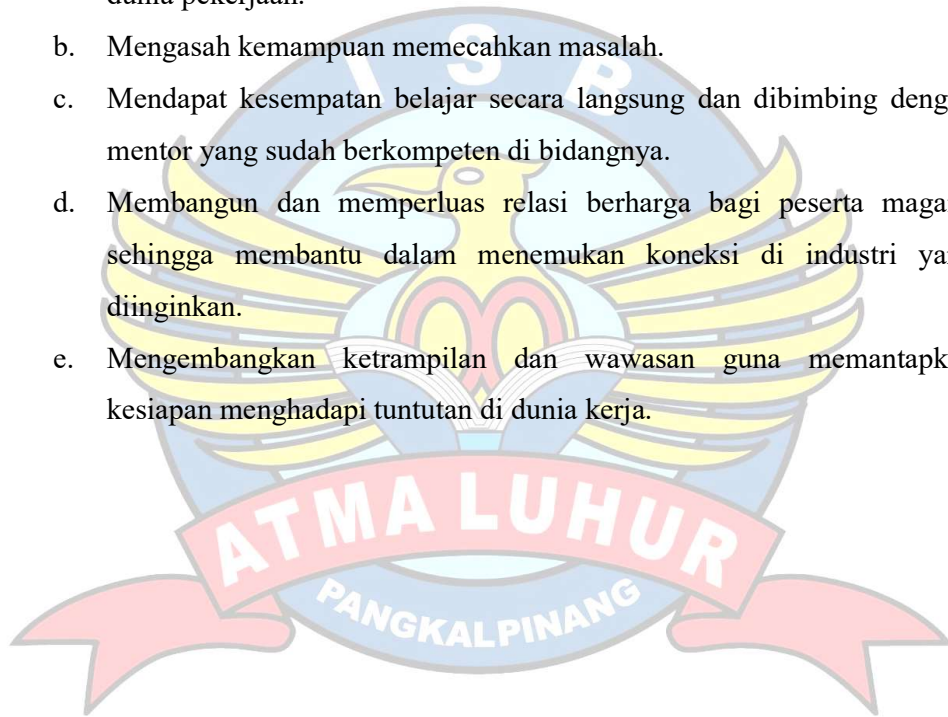 dunia pekerjaan.
b. Mengasah kemampuan memecahkan masalah.
c. Mendapat kesempatan belajar secara langsung dan dibimbing deng
mentor yang sudah berkompeten di bidangnya.
d. Membangun dan memperluas relasi berharga bagi peserta maga
sehingga membantu dalam menemukan koneksi di industri ya
diinginkan.
e. Mengembangkan ketrampilan dan wawasan guna memantapk
kesiapan menghadapi tuntutan di dunia kerja.
I S B
ATMA LUHUR
PANGKALPINANG